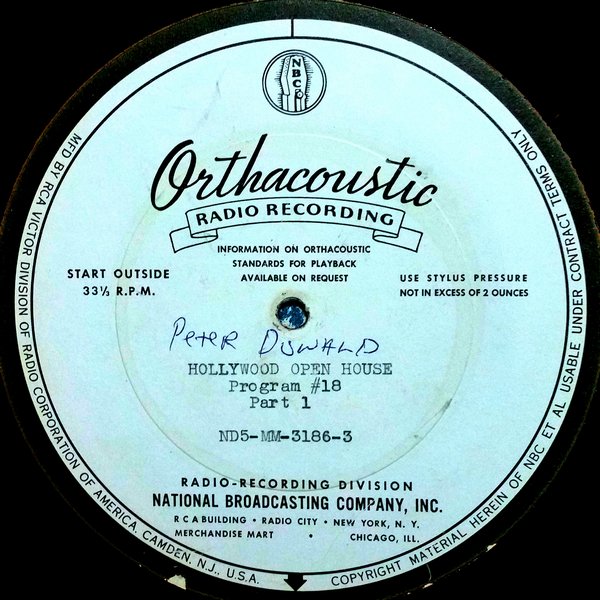 NBC
Orthacoustic
RADIO RECORDING
INFORMATION ON ORTHACOUSTIC
STANDARDS FOR PLAYBACK
AVAILABLE ON REQUEST
START OUTSIDE
33⅓ R.P.M.
USE STYLUS PRESSURE
NOT IN EXCESS OF 2 OUNCES
Peter
HOLLYWOOD OPEN HOUSE
Program #18
Part 1
ND5-MM-3186-3
RADIO-RECORDING DIVISION
NATIONAL BROADCASTING COMPANY, INC.
RCA BUILDING • RADIO CITY • NEW YORK, N. Y.
MERCHANDISE MART • CHICAGO, ILL.
MFD BY RCA VICTOR DIVISION OF RADIO CORPORATION OF AMERICA, CAMDEN, N.J., U.S.A.
COPYRIGHT MATERIAL HEREIN OF NBC ET AL USABLE UNDER CONTRACT TERMS ONLY